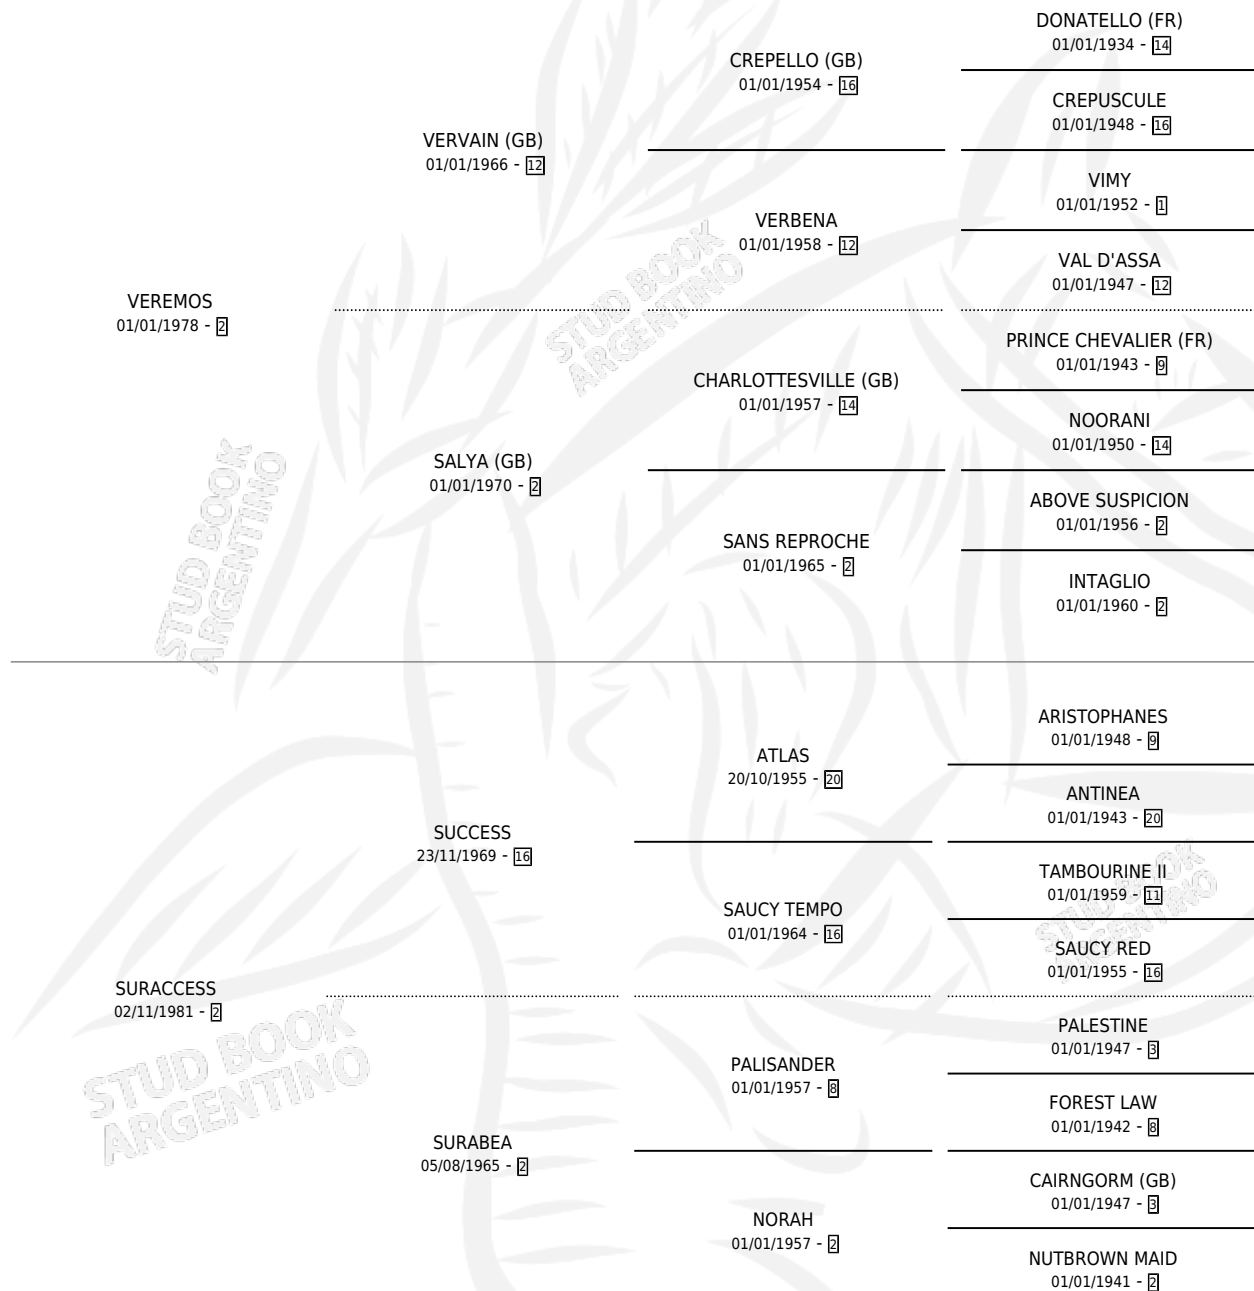 DONATELLO (FR)
01/01/1934 - 14
CREPELLO (GB)
01/01/1954 - 16
CREPUSCULE
01/01/1948 - 16
VERVAIN (GB)
01/01/1966 - 12
VIMY
01/01/1952 - 1
VERBENA
01/01/1958 - 12
VAL D'ASSA
01/01/1947 - 12
VEREMOS
01/01/1978 - 2
PRINCE CHEVALIER (FR)
01/01/1943 - 9
CHARLOTTESVILLE (GB)
01/01/1957 - 14
NOORANI
01/01/1950 - 14
SALYA (GB)
01/01/1970 - 2
ABOVE SUSPICION
01/01/1956 - 2
SANS REPROCHE
01/01/1965 - 2
INTAGLIO
01/01/1960 - 2
ARISTOPHANES
01/01/1948 - 9
ATLAS
20/10/1955 - 20
ANTINEA
01/01/1943 - 20
SUCCESS
23/11/1969 - 16
TAMBOURINE II
01/01/1959 - 11
SAUCY TEMPO
01/01/1964 - 16
SAUCY RED
01/01/1955 - 16
SURACCESS
02/11/1981 - 2
PALESTINE
01/01/1947 - 3
PALISANDER
01/01/1957 - 8
FOREST LAW
01/01/1942 - 8
SURABEA
05/08/1965 - 2
CAIRNGORM (GB)
01/01/1947 - 3
NORAH
01/01/1957 - 2
NUTBROWN MAID
01/01/1941 - 2
STUD BOOK
ARGENTINO
STUD BOOK
ARGENTINO
STUD BOOK
ARGENTINO
STUD BOOK
ARGENTINO